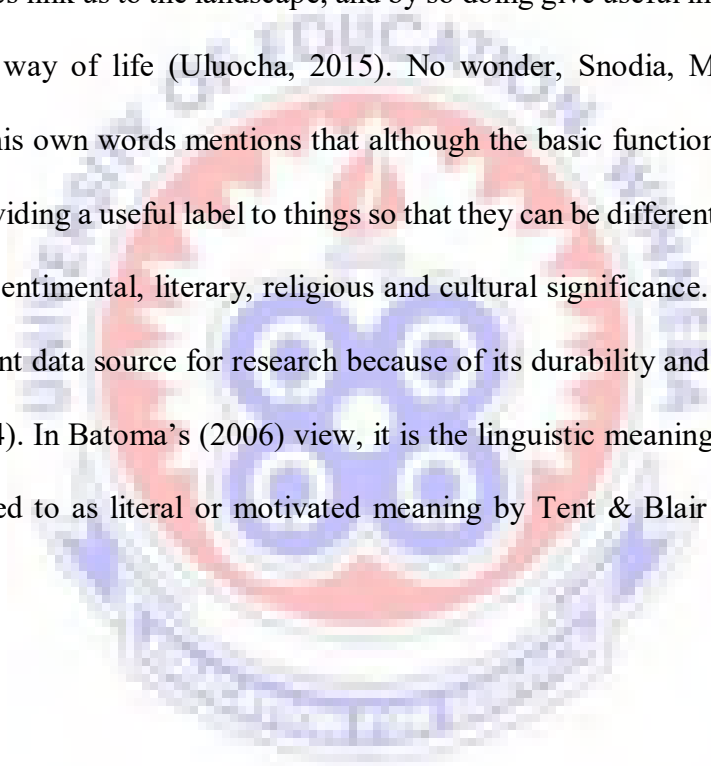 s link us to the landscape, and by so doing give useful in
way of life (Uluocha, 2015). No wonder, Snodia, M
his own words mentions that although the basic function
viding a useful label to things so that they can be different
entimental, literary, religious and cultural significance.
nt data source for research because of its durability and
4). In Batoma’s (2006) view, it is the linguistic meaning
ed to as literal or motivated meaning by Tent & Blair
UNIVERSITY OF EDUCATION WINNEBA